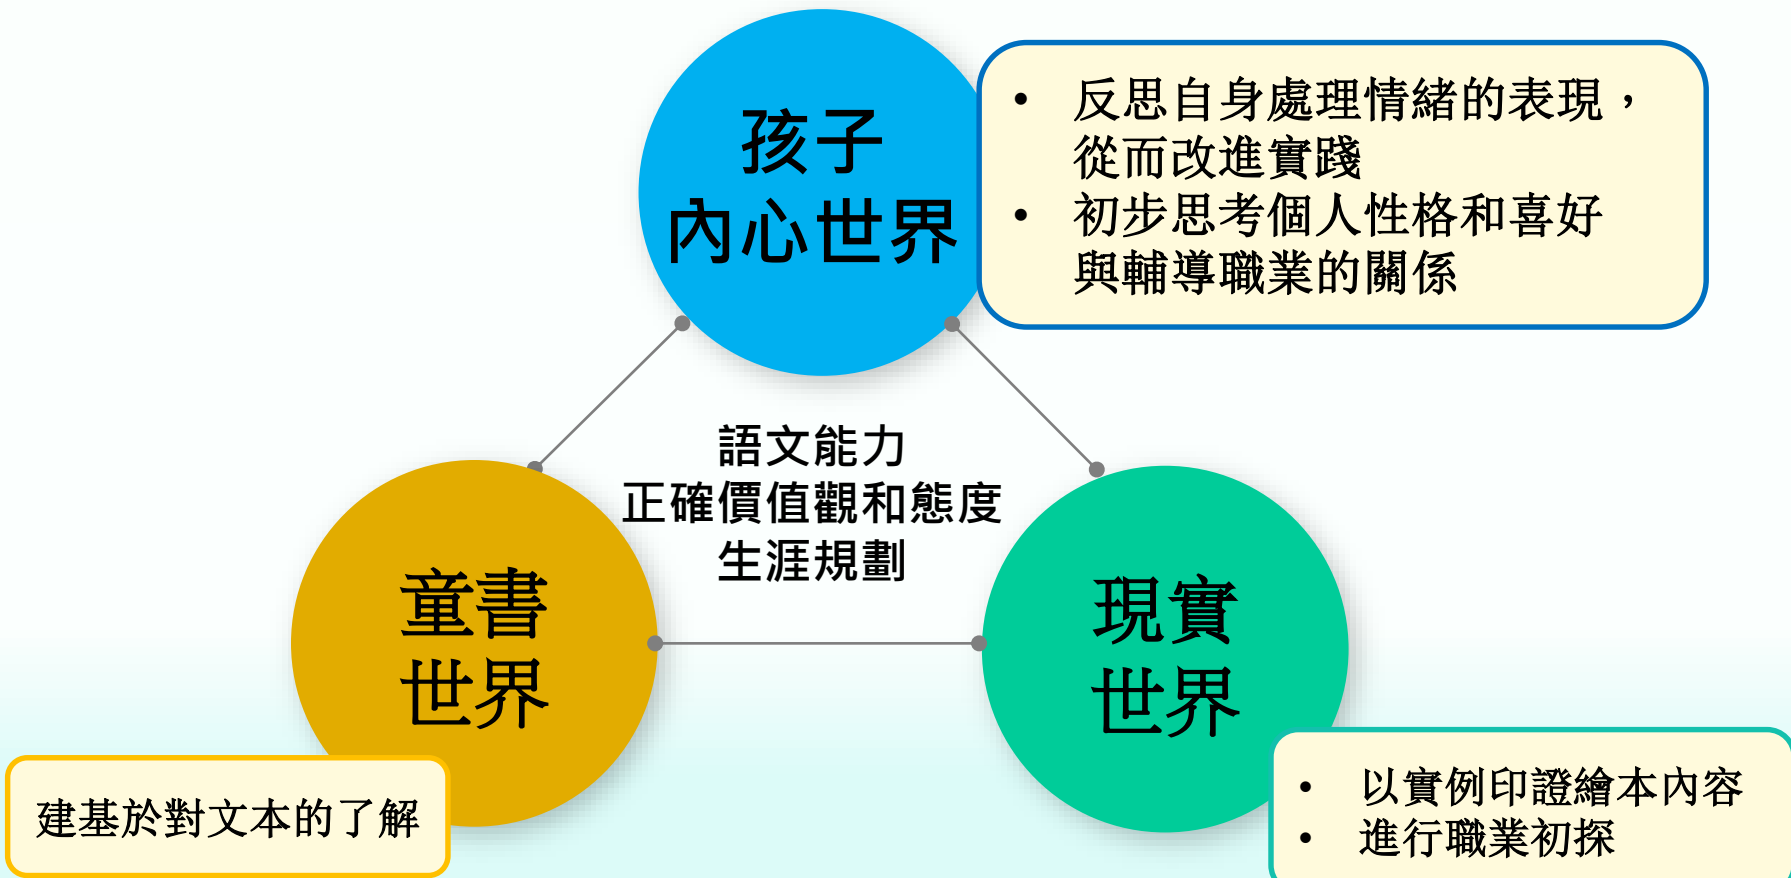 孩子
內心世界
• 反思自身處理情緒的表現，
從而改進實踐
• 初步思考個人性格和喜好
與輔導職業的關係
語文能力
正確價值觀和態度
生涯規劃
童書
世界
現實
世界
建基於對文本的了解
• 以實例印證繪本內容
• 進行職業初探